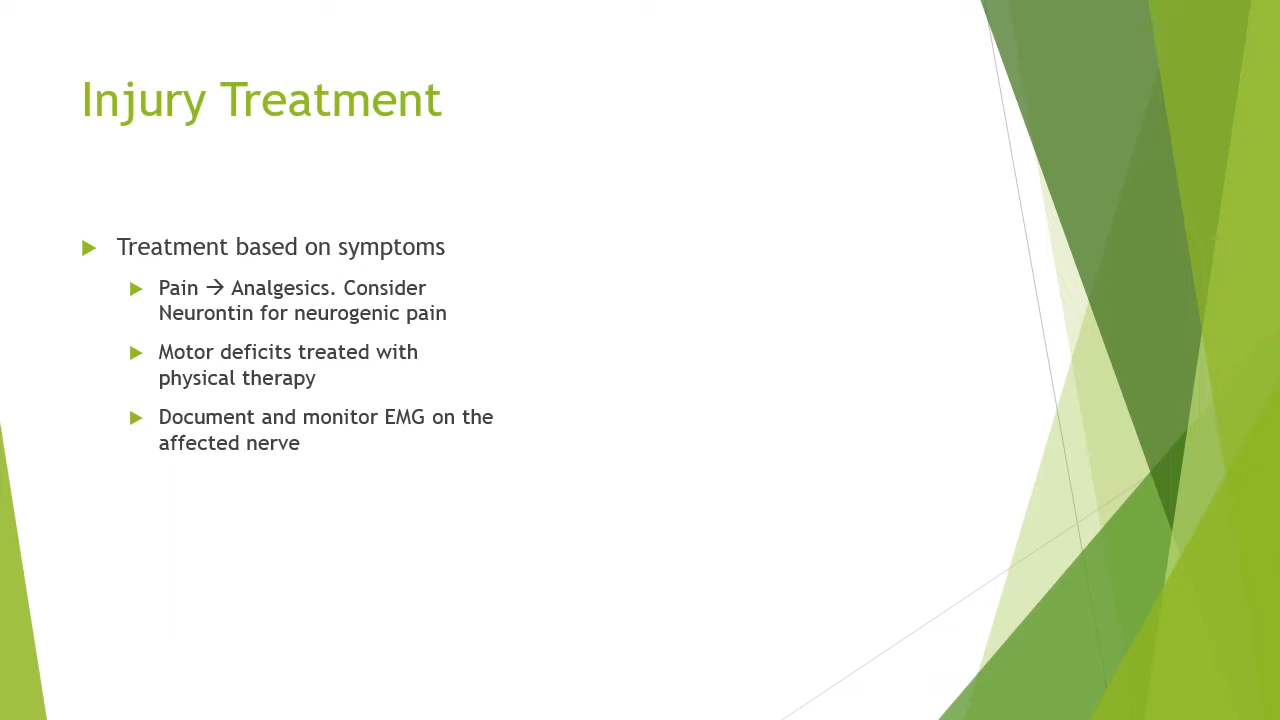 Injury Treatment
Treatment based on symptoms
Pain → Analgesics. Consider
Neurontin for neurogenic pain
Motor deficits treated with
physical therapy
Document and monitor EMG on the
affected nerve